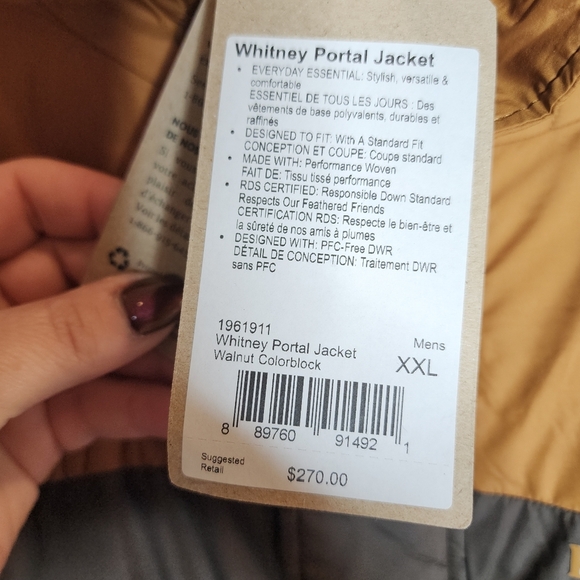 Whitney Portal Jacket
• EVERYDAY ESSENTIAL: Stylish, versatile &
comfortable
ESSENTIEL DE TOUS LES JOURS : Des
vêtements de base polyvalents, durables et
raffinés
• DESIGNED TO FIT: With A Standard Fit
CONCEPTION ET COUPE: Coupe standard
• MADE WITH: Performance Woven
FAIT DE: Tissu tissé performance
• RDS CERTIFIED: Responsible Down Standard
Respects Our Feathered Friends
CERTIFICATION RDS: Respecte le bien-être et
la sûreté de nos amis à plumes
• DESIGNED WITH: PFC-Free DWR
DÉTAIL DE CONCEPTION: Traitement DWR
sans PFC
1961911
Whitney Portal Jacket
Walnut Colorblock
Mens
XXL
8 89760 91492 1
Suggested
Retail
$270.00